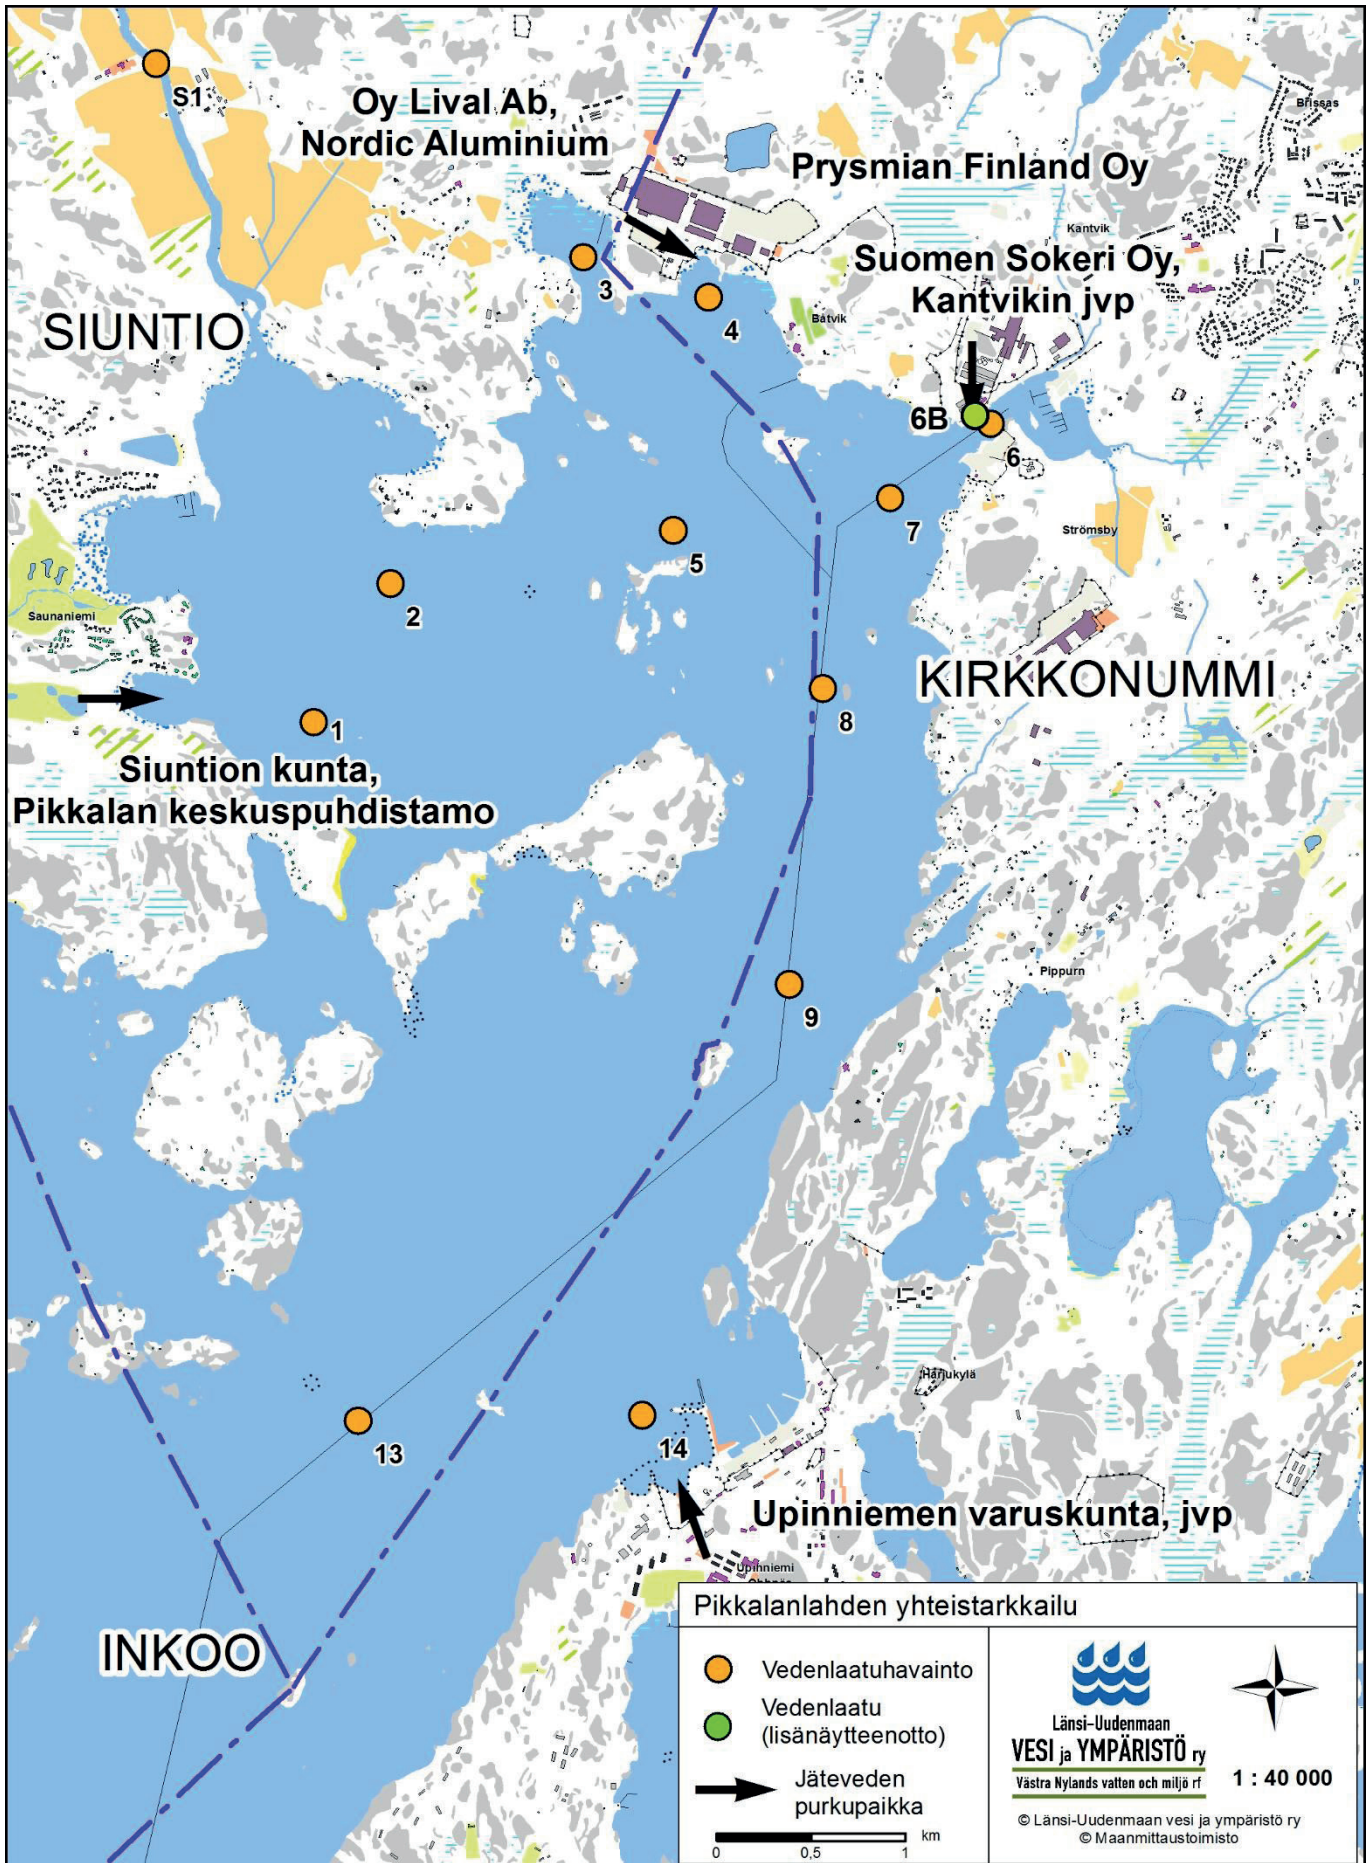 S1
Oy Lival Ab,
Nordic Aluminium
Brissas
Prysmian Finland Oy
Kantvik
Suomen Sokeri Oy,
Kantvikin jvp
3
4
SIUNTIO
Båtvik
6B
6
7
Strömsby
5
2
Saunaniemi
KIRKKONUMMI
8
1
Siuntion kunta,
Pikkalan keskuspuhdistamo
Pippurn
9
Harjukylä
13
14
Upinniemen varuskunta, jvp
Upinniemi
INKOO
Pikkalanlahden yhteistarkkailu
Vedenlaatuhavainto
Vedenlaatu
(lisänäytteenotto)
Jäteveden
purkupaikka
km
0 0,5 1
Länsi-Uudenmaan
VESI ja YMPÄRISTÖ ry
Västra Nylands vatten och miljö rf
1 : 40 000
© Länsi-Uudenmaan vesi ja ympäristö ry
© Maanmittaustoimisto